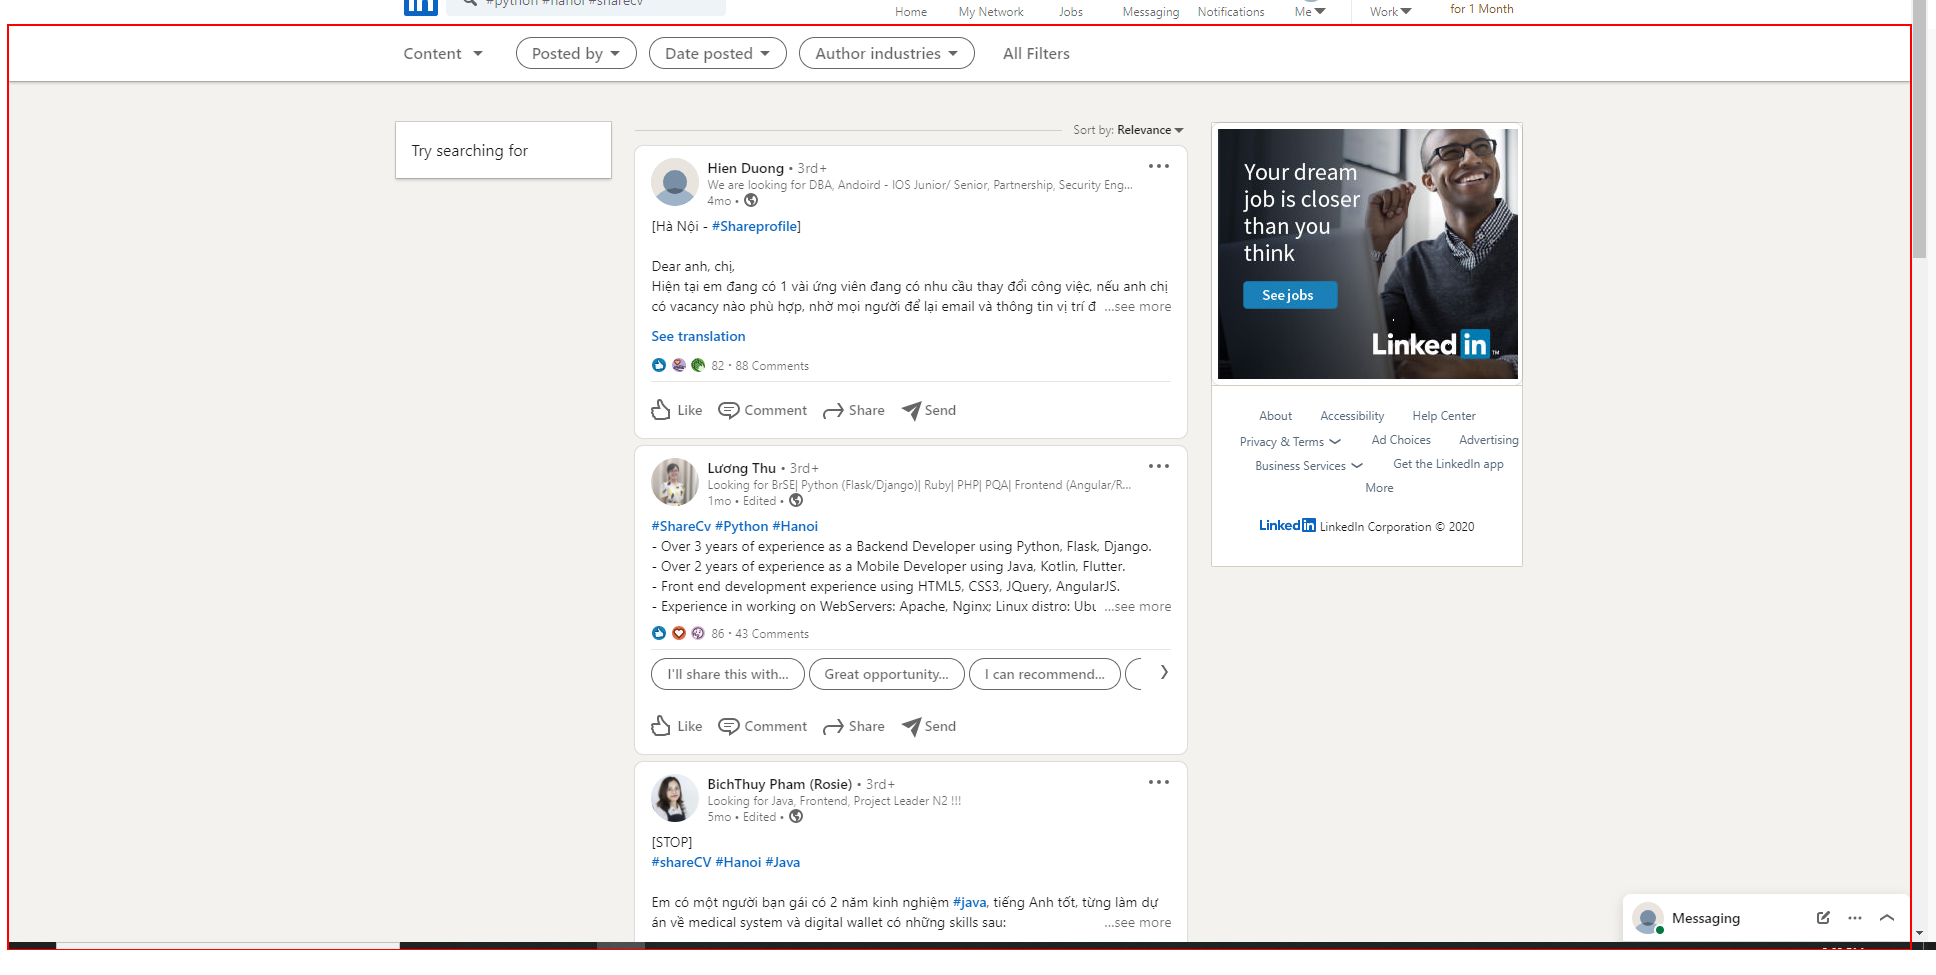 in
#python #hanoi #sharecv
Home
My Network
Jobs
Messaging
Notifications
Me
Work
for 1 Month
Content
Posted by
Date posted
Author industries
All Filters
Try searching for
Sort by: Relevance
Hien Duong • 3rd+
We are looking for DBA, Andoird - IOS Junior/ Senior, Partnership, Security Eng...
4mo •
[Hà Nội - #Shareprofile]
Dear anh, chị,
Hiện tại em đang có 1 vài ứng viên đang có nhu cầu thay đổi công việc, nếu anh chị
có vacancy nào phù hợp, nhờ mọi người để lại email và thông tin vị trí đ ...see more
See translation
82 • 88 Comments
Like Comment Share Send
Lương Thu • 3rd+
Looking for BrSE| Python (Flask/Django)| Ruby| PHP| PQA| Frontend (Angular/R...
1mo • Edited •
#ShareCv #Python #Hanoi
- Over 3 years of experience as a Backend Developer using Python, Flask, Django.
- Over 2 years of experience as a Mobile Developer using Java, Kotlin, Flutter.
- Front end development experience using HTML5, CSS3, JQuery, AngularJS.
- Experience in working on WebServers: Apache, Nginx; Linux distro: Ubu ...see more
86 • 43 Comments
I'll share this with...
Great opportunity...
I can recommend...
Like Comment Share Send
BichThuy Pham (Rosie) • 3rd+
Looking for Java, Frontend, Project Leader N2 !!!
5mo • Edited •
[STOP]
#shareCV #Hanoi #Java
Em có một người bạn gái có 2 năm kinh nghiệm #java, tiếng Anh tốt, từng làm dự
án về medical system và digital wallet có những skills sau: ...see more
Your dream
job is closer
than you
think
See jobs
Linked in ™
About Accessibility Help Center
Privacy & Terms Ad Choices Advertising
Business Services Get the LinkedIn app
More
Linked in LinkedIn Corporation © 2020
Messaging